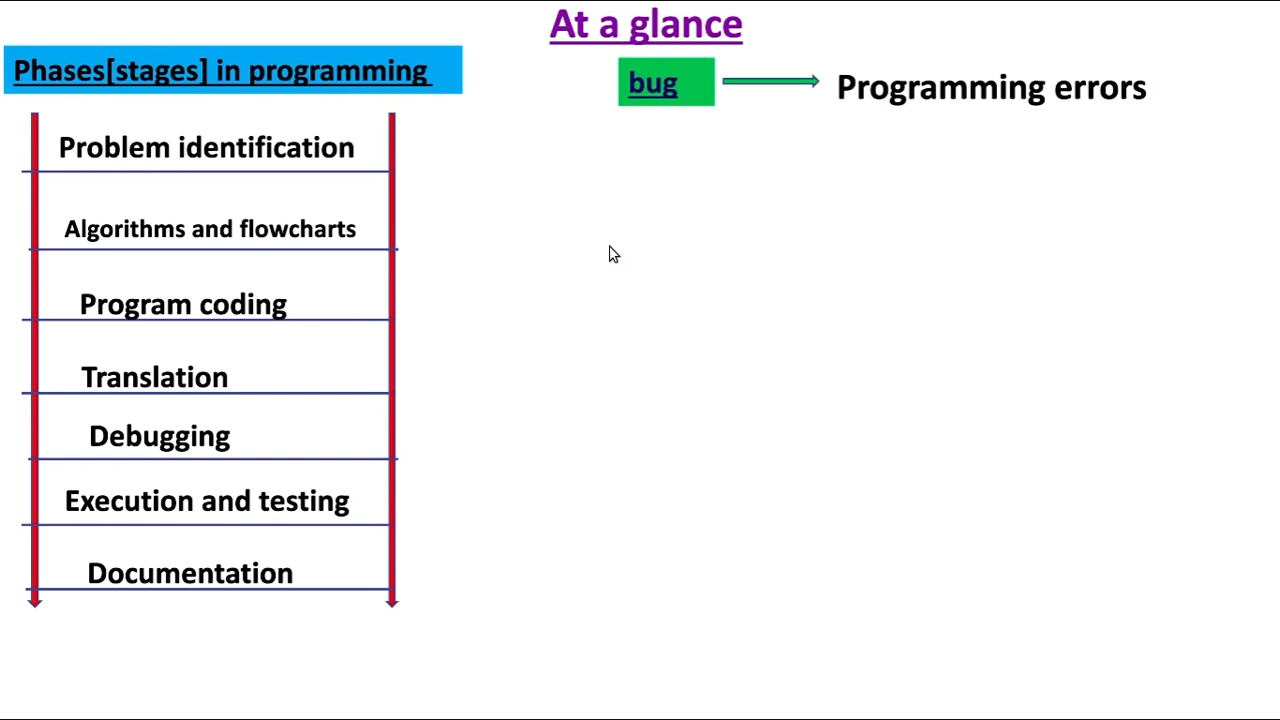 At a glance
Phases[stages] in programming
bug
Programming errors
Problem identification
Algorithms and flowcharts
Program coding
Translation
Debugging
Execution and testing
Documentation